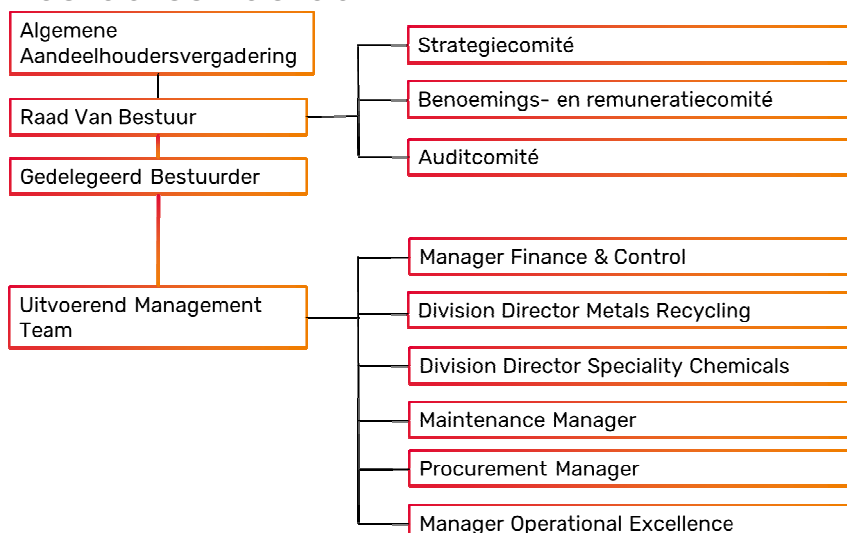 Algemene
Aandeelhoudersvergadering
Raad Van Bestuur
Gedelegeerd Bestuurder
Uitvoerend Management
Team
Strategiecomité
Benoemings- en remuneratiecomité
Auditcomité
Manager Finance & Control
Division Director Metals Recycling
Division Director Speciality Chemicals
Maintenance Manager
Procurement Manager
Manager Operational Excellence